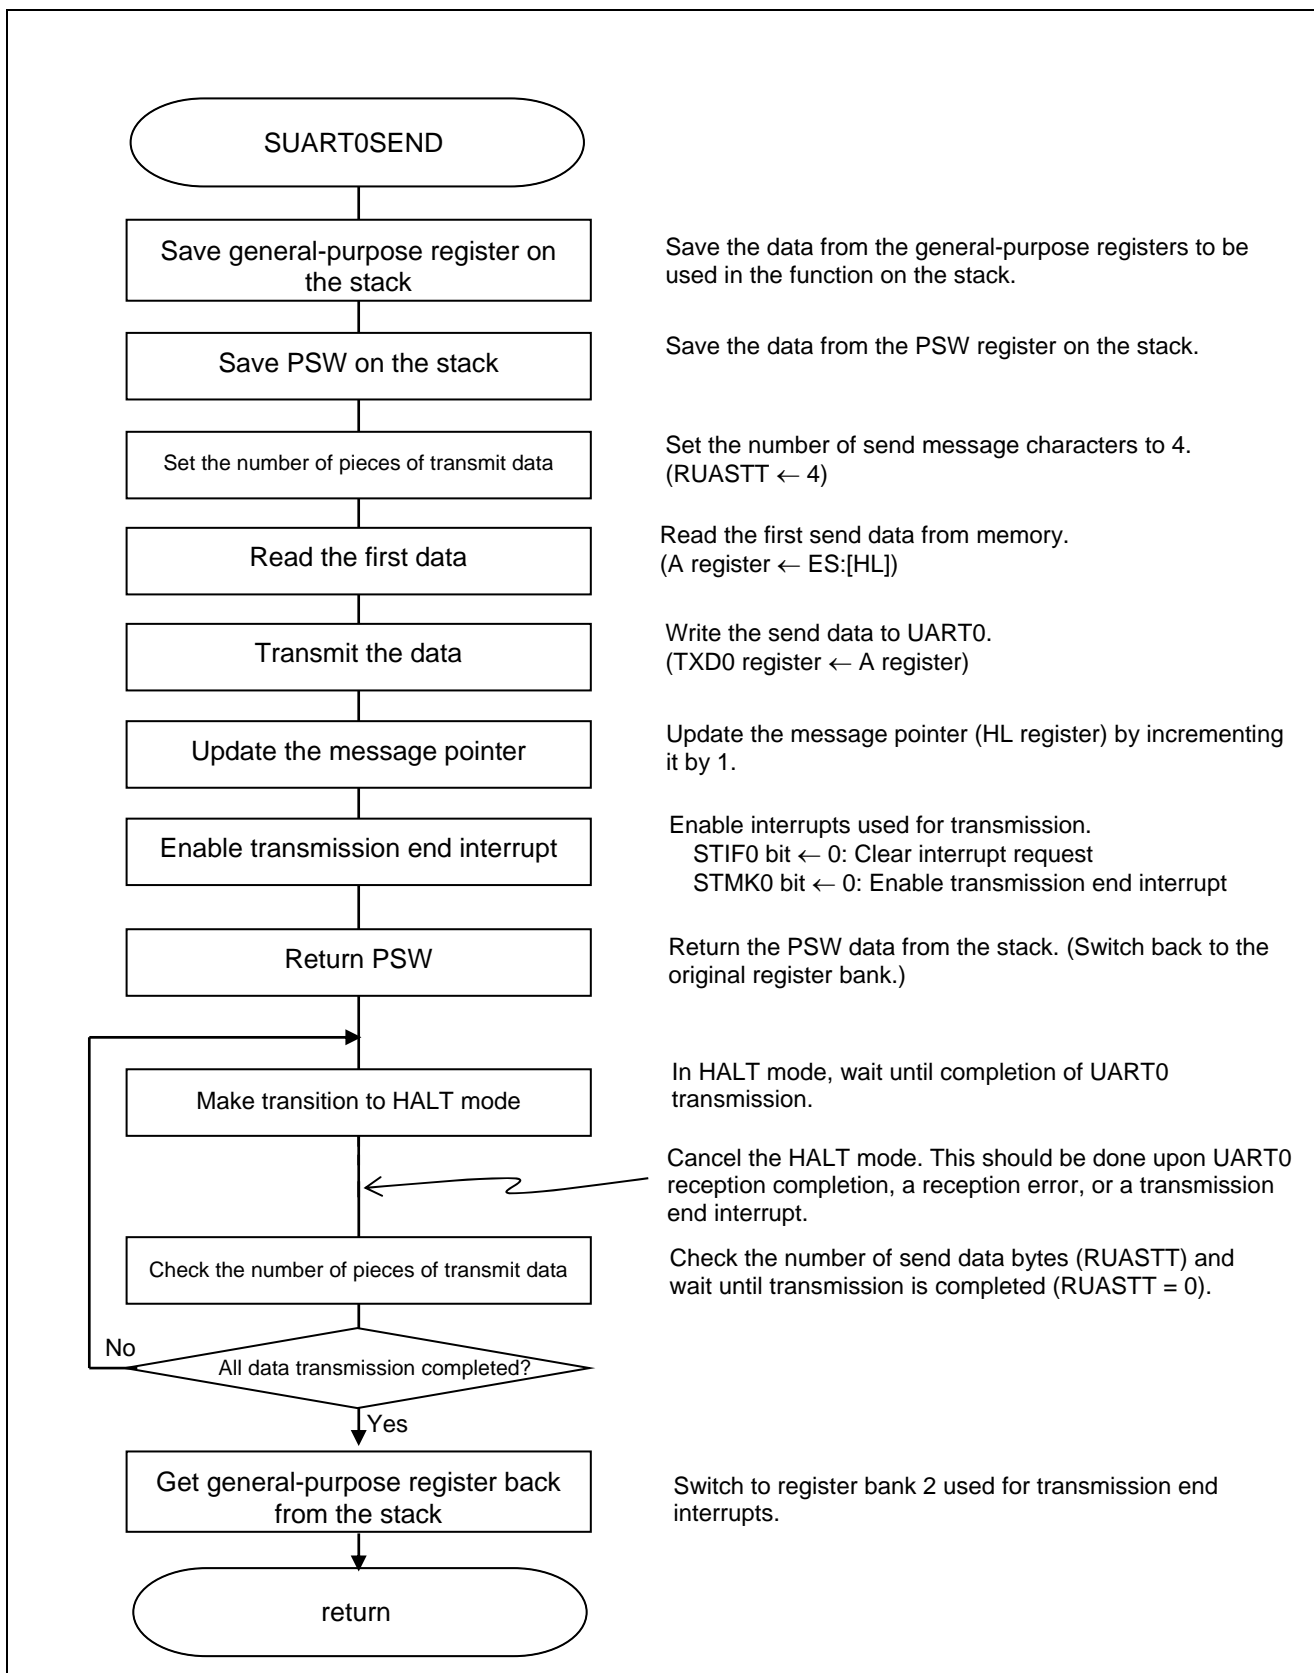 SUART0SEND
Save general-purpose register on
the stack
Save the data from the general-purpose registers to be
used in the function on the stack.
Save PSW on the stack
Save the data from the PSW register on the stack.
Set the number of pieces of transmit data
Set the number of send message characters to 4.
(RUASTT ← 4)
Read the first data
Read the first send data from memory.
(A register ← ES:[HL])
Transmit the data
Write the send data to UART0.
(TXD0 register ← A register)
Update the message pointer
Update the message pointer (HL register) by incrementing
it by 1.
Enable transmission end interrupt
Enable interrupts used for transmission.
STIF0 bit ← 0: Clear interrupt request
STMK0 bit ← 0: Enable transmission end interrupt
Return PSW
Return the PSW data from the stack. (Switch back to the
original register bank.)
Make transition to HALT mode
In HALT mode, wait until completion of UART0
transmission.
Cancel the HALT mode. This should be done upon UART0
reception completion, a reception error, or a transmission
end interrupt.
Check the number of pieces of transmit data
Check the number of send data bytes (RUASTT) and
wait until transmission is completed (RUASTT = 0).
No
All data transmission completed?
Yes
Get general-purpose register back
from the stack
Switch to register bank 2 used for transmission end
interrupts.
return